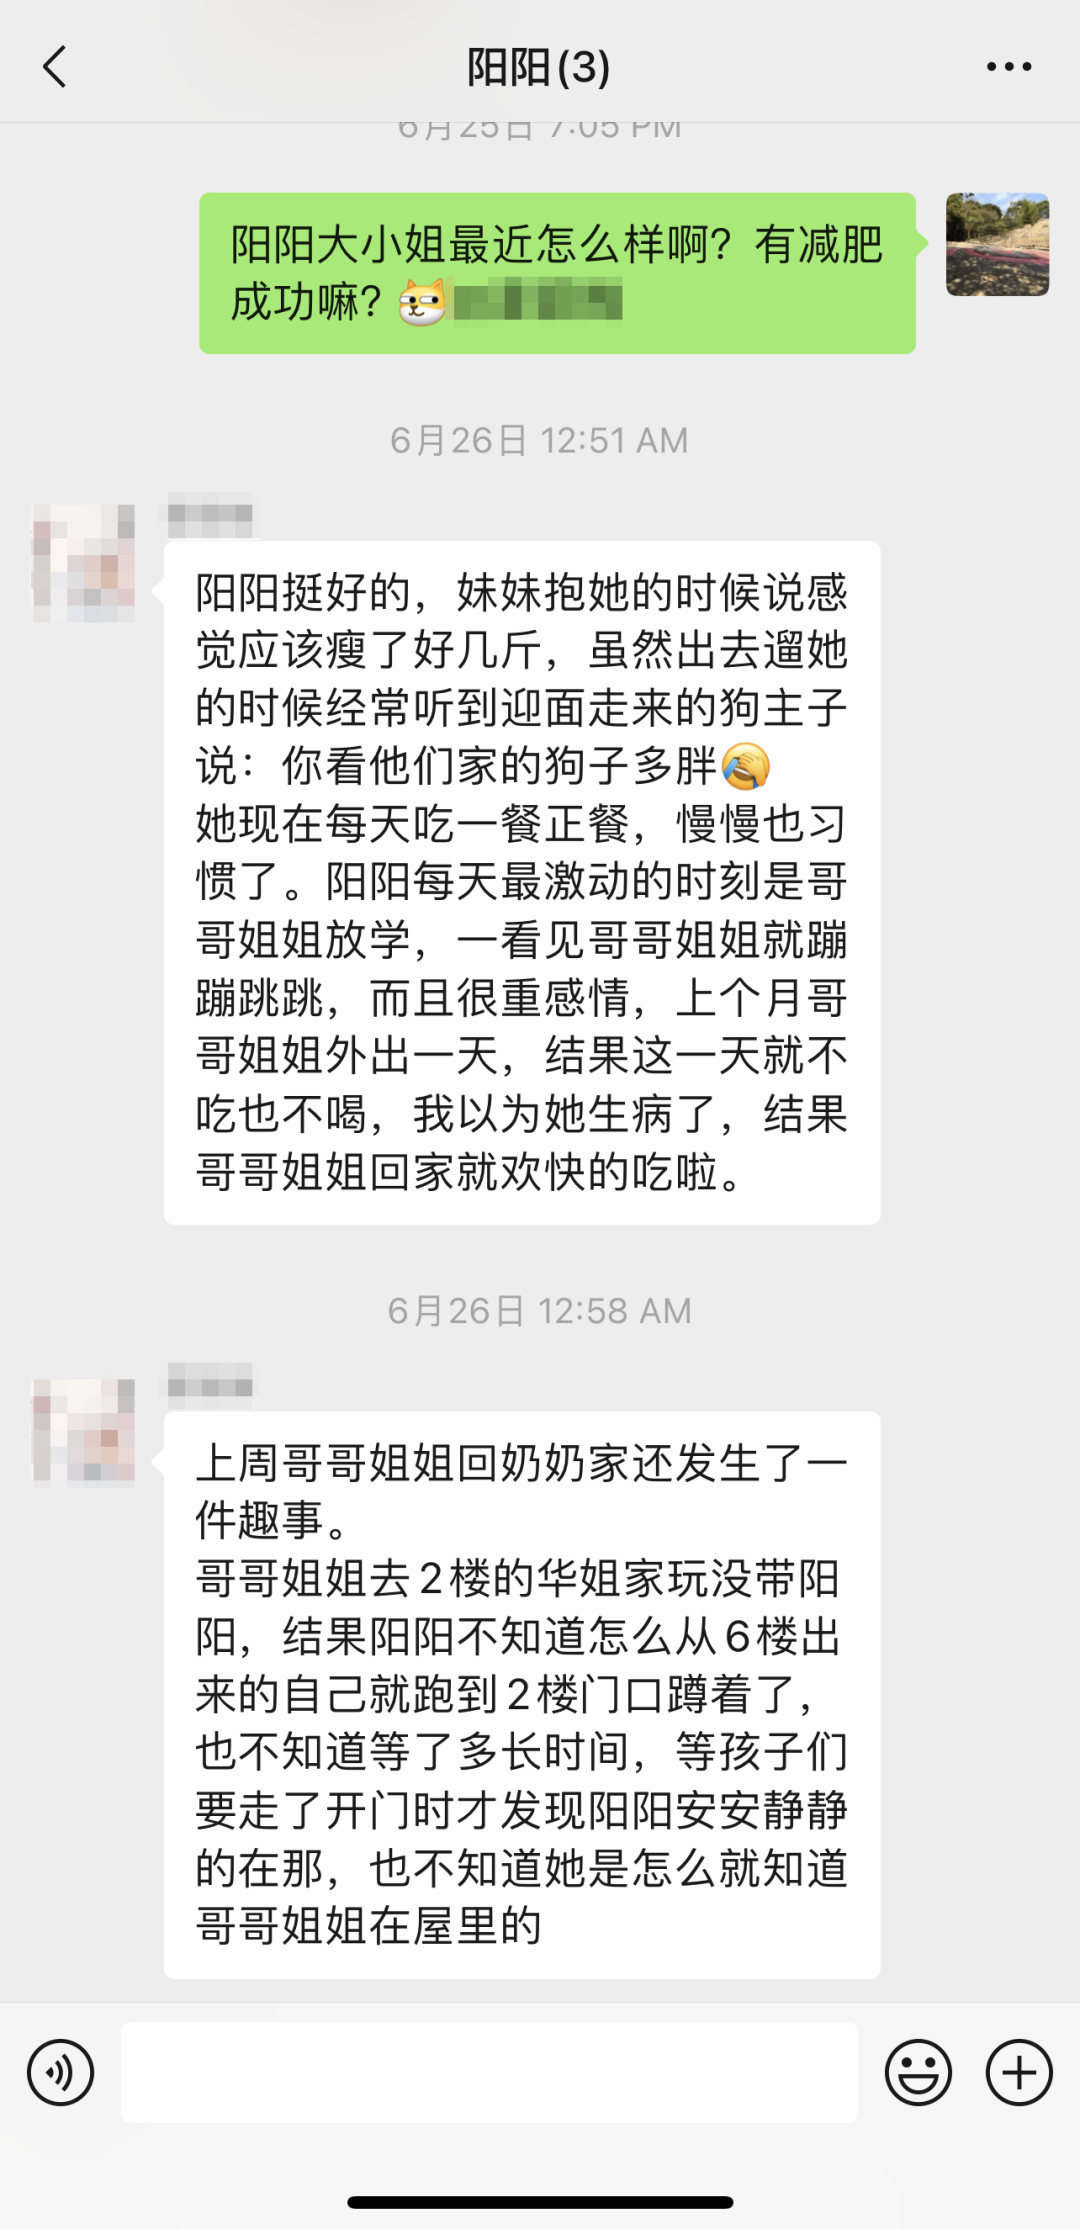 阳阳(3)
6月25日 7:05 PM
阳阳大小姐最近怎么样啊？有减肥
成功嘛？
6月26日 12:51 AM
阳阳挺好的，妹妹抱她的时候说感
觉应该瘦了好几斤，虽然出去遛她
的时候经常听到迎面走来的狗主子
说：你看他们家的狗子多胖🤦
她现在每天吃一餐正餐，慢慢也习
惯了。阳阳每天最激动的时刻是哥
哥姐姐放学，一看见哥哥姐姐就蹦
蹦跳跳，而且很重感情，上个月哥
哥姐姐外出一天，结果这一天就不
吃也不喝，我以为她生病了，结果
哥哥姐姐回家就欢快的吃啦。
6月26日 12:58 AM
上周哥哥姐姐回奶奶家还发生了一
件趣事。
哥哥姐姐去2楼的华姐家玩没带阳
阳，结果阳阳不知道怎么从6楼出
来的自己就跑到2楼门口蹲着了，
也不知道等了多长时间，等孩子们
要走了开门时才发现阳阳安安静静
的在那，也不知道她是怎么就知道
哥哥姐姐在屋里的